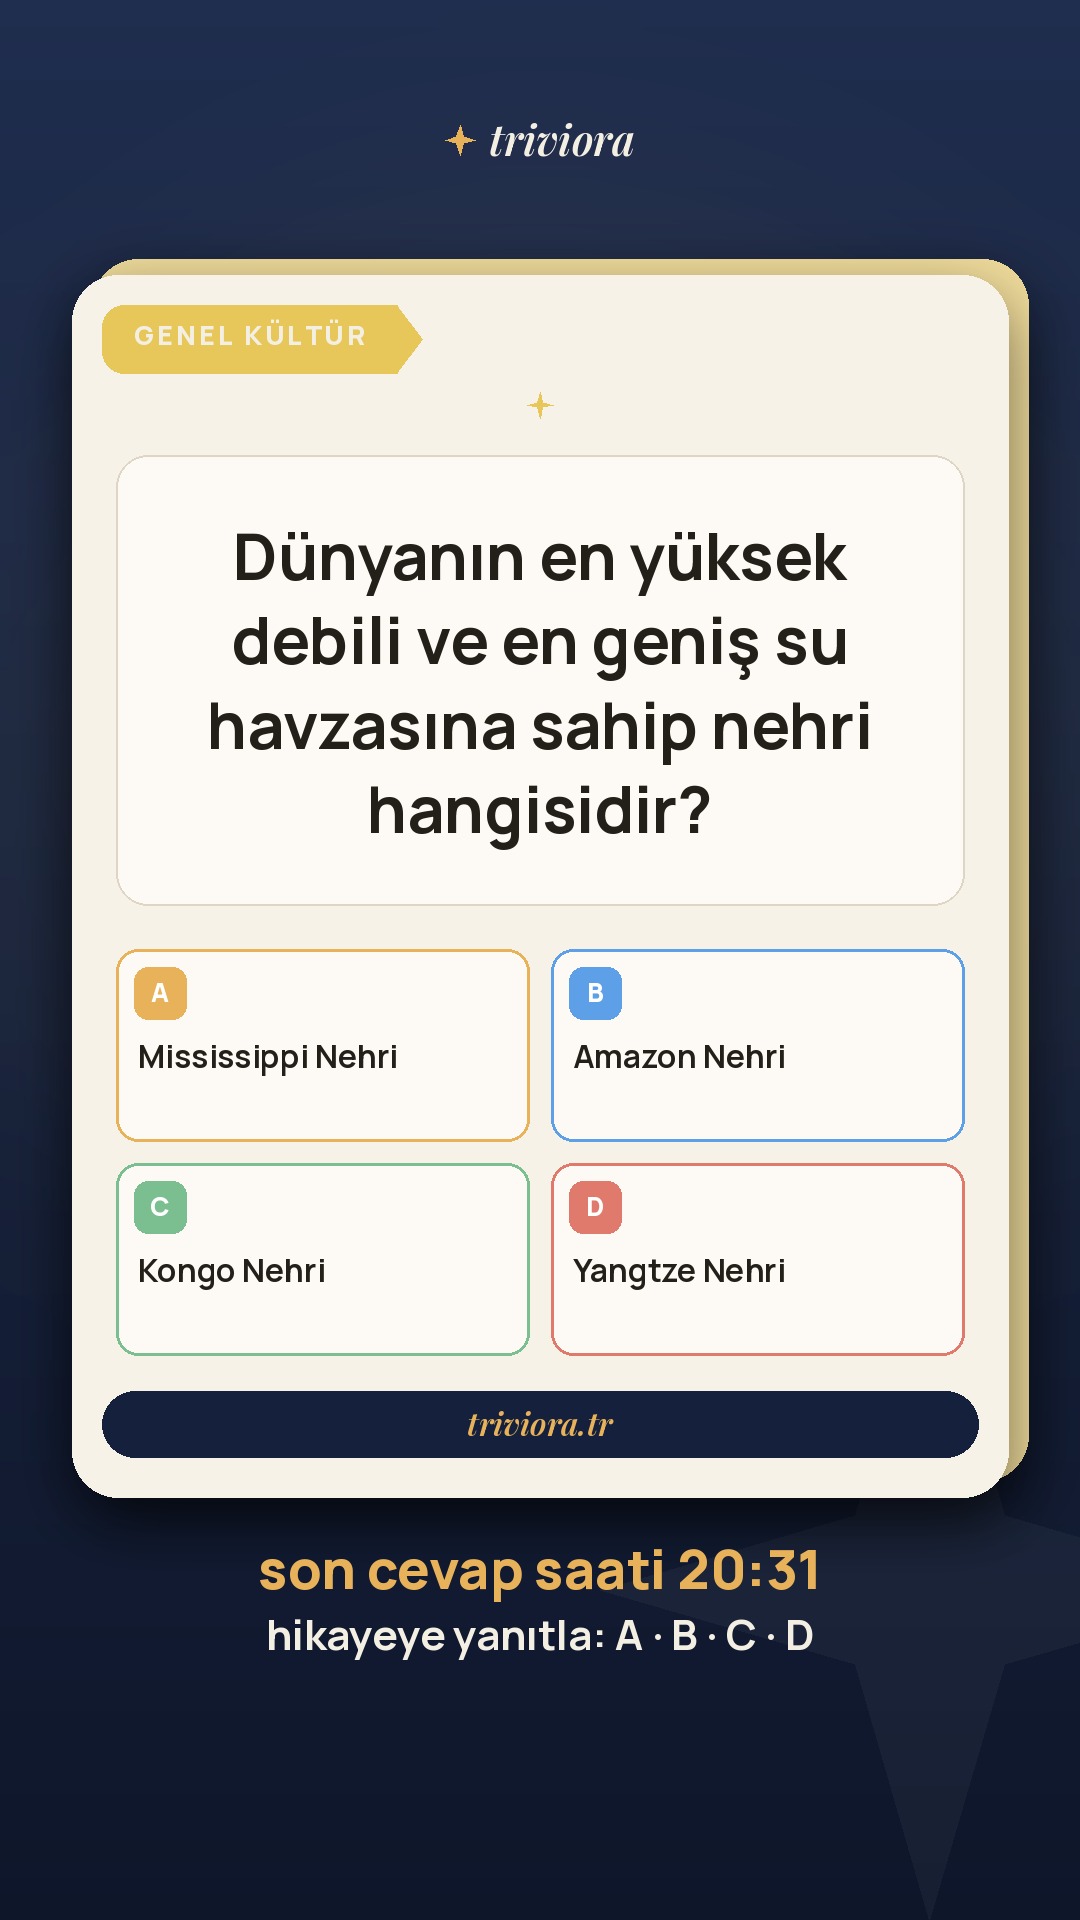 triviora
GENEL KÜLTÜR
Dünyanın en yüksek
debili ve en geniş su
havzasına sahip nehri
hangisidir?
A
Mississippi Nehri
B
Amazon Nehri
C
Kongo Nehri
D
Yangtze Nehri
triviora.tr
son cevap saati 20:31
hikayeye yanıtla: A · B · C · D